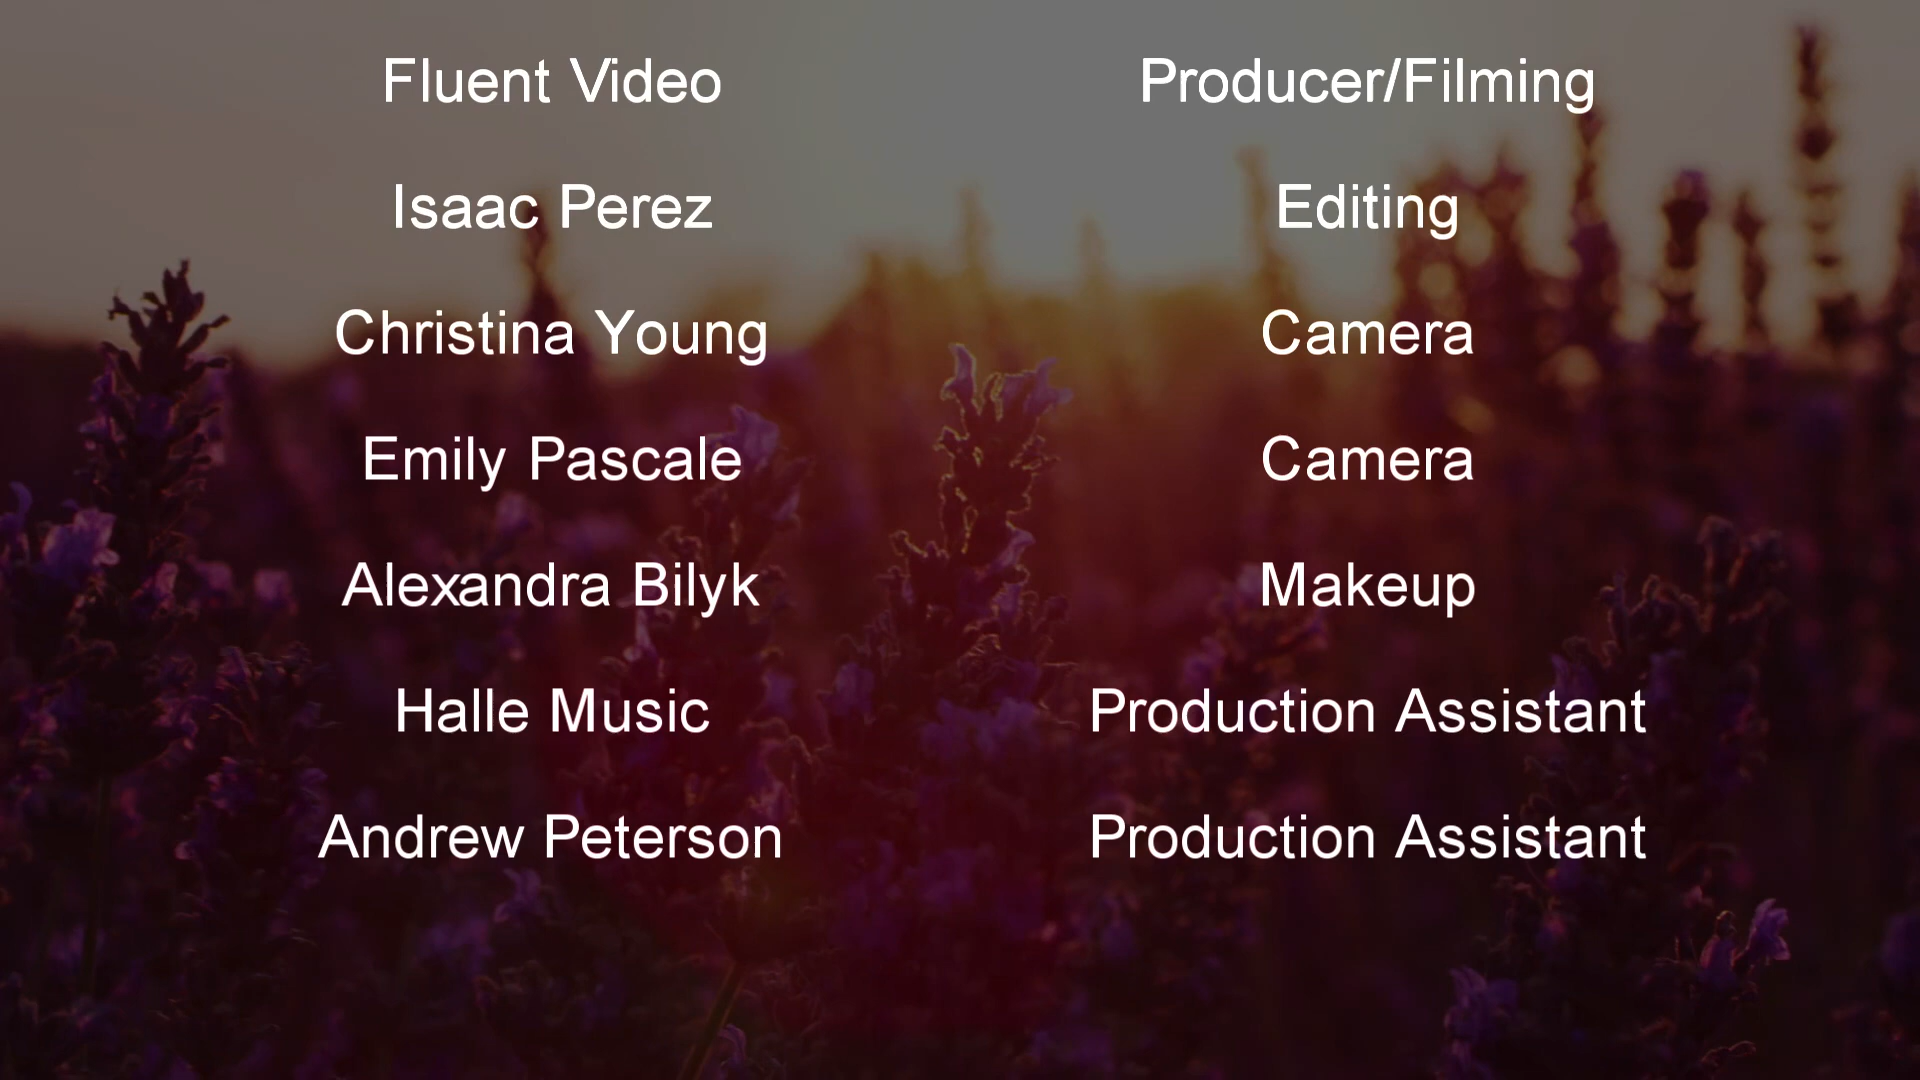 Fluent Video Producer/Filming
Isaac Perez Editing
Christina Young Camera
Emily Pascale Camera
Alexandra Bilyk Makeup
Halle Music Production Assistant
Andrew Peterson Production Assistant